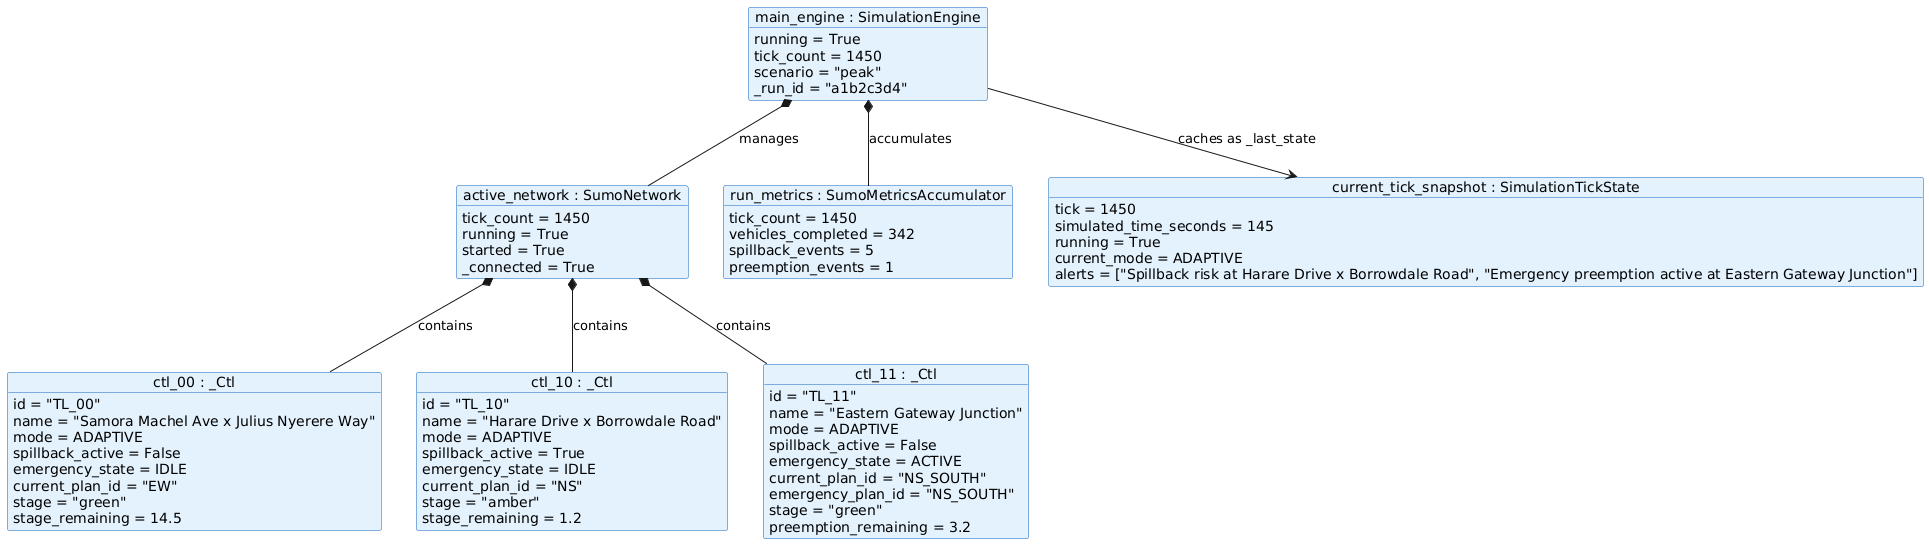 main_engine : SimulationEngine
running = True
tick_count = 1450
scenario = "peak"
_run_id = "a1b2c3d4"
manages
accumulates
caches as _last_state
active_network : SumoNetwork
tick_count = 1450
running = True
started = True
_connected = True
run_metrics : SumoMetricsAccumulator
tick_count = 1450
vehicles_completed = 342
spillback_events = 5
preemption_events = 1
current_tick_snapshot : SimulationTickState
tick = 1450
simulated_time_seconds = 145
running = True
current_mode = ADAPTIVE
alerts = ["Spillback risk at Harare Drive x Borrowdale Road", "Emergency preemption active at Eastern Gateway Junction"]
contains
contains
contains
ctl_00 : _Ctl
id = "TL_00"
name = "Samora Machel Ave x Julius Nyerere Way"
mode = ADAPTIVE
spillback_active = False
emergency_state = IDLE
current_plan_id = "EW"
stage = "green"
stage_remaining = 14.5
ctl_10 : _Ctl
id = "TL_10"
name = "Harare Drive x Borrowdale Road"
mode = ADAPTIVE
spillback_active = True
emergency_state = IDLE
current_plan_id = "NS"
stage = "amber"
stage_remaining = 1.2
ctl_11 : _Ctl
id = "TL_11"
name = "Eastern Gateway Junction"
mode = ADAPTIVE
spillback_active = False
emergency_state = ACTIVE
current_plan_id = "NS_SOUTH"
emergency_plan_id = "NS_SOUTH"
stage = "green"
preemption_remaining = 3.2